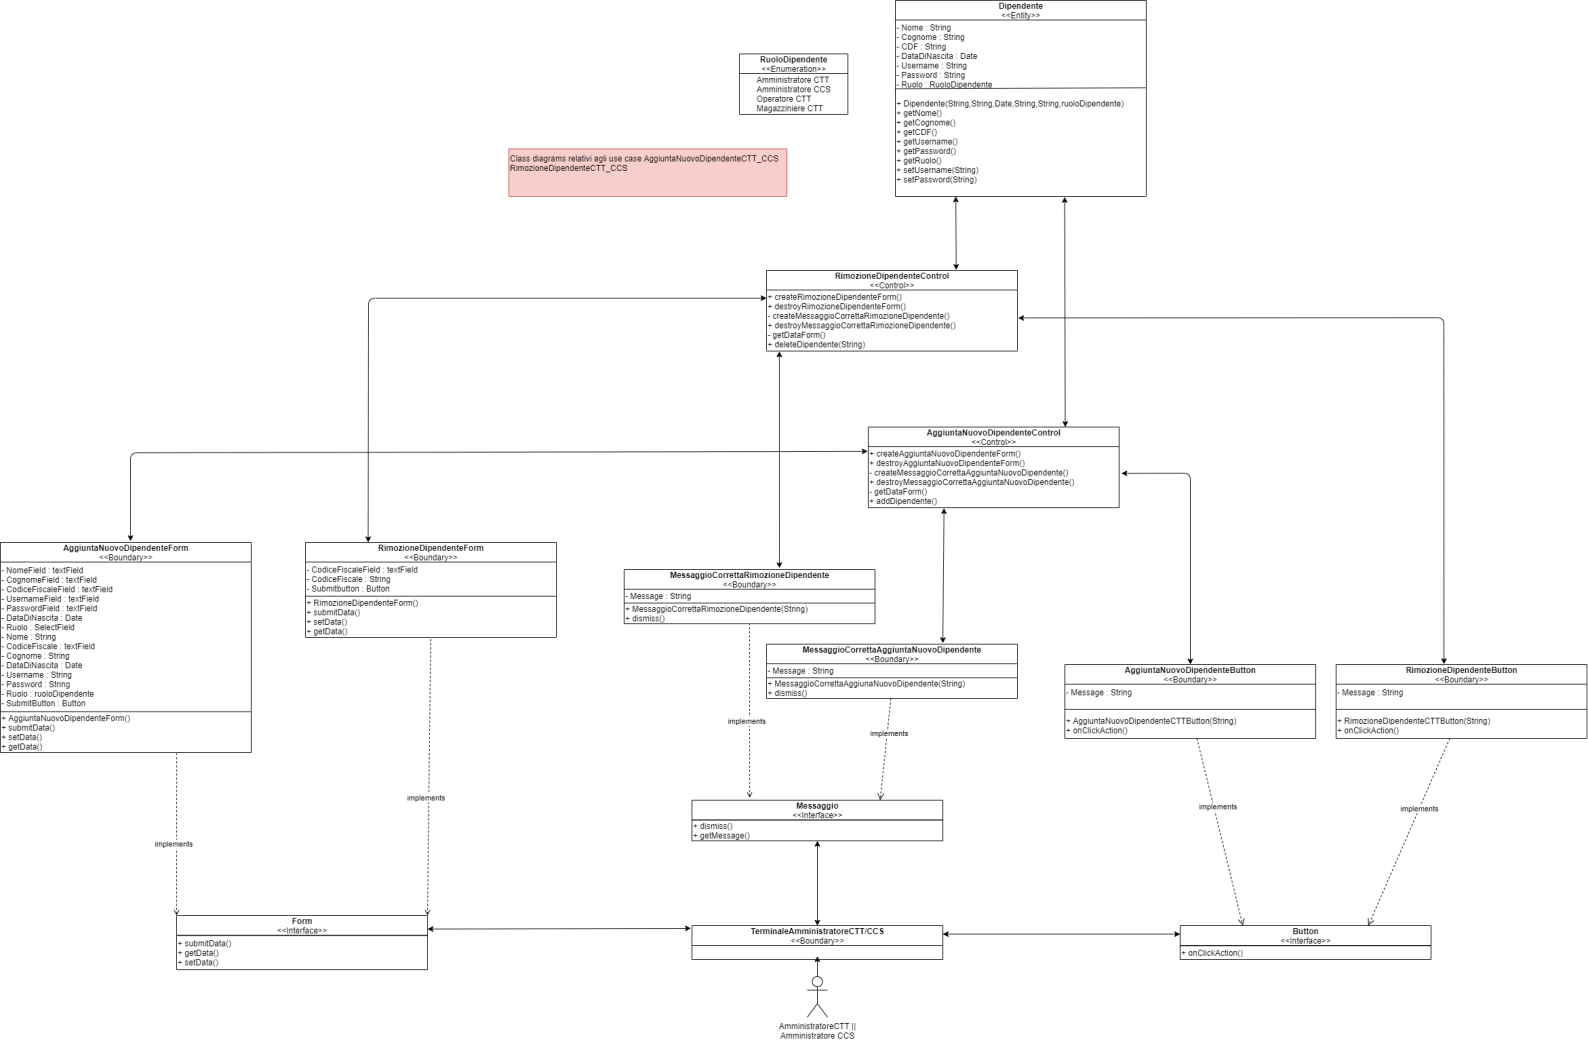 Dipendente
<<Entity>>
- Nome : String
- Cognome : String
- CDF : String
- DataDiNascita : Date
- Username : String
- Password : String
- Ruolo : RuoloDipendente
+ Dipendente(String,String,Date,String,String,ruoloDipendente)
+ getNome()
+ getCognome()
+ getCDF()
+ getUsername()
+ getPassword()
+ getRuolo()
+ setUsername(String)
+ setPassword(String)
RuoloDipendente
<<Enumeration>>
Amministratore CTT
Amministratore CCS
Operatore CTT
Magazziniere CTT
Class diagrams relativi agli use case AggiuntaNuovoDipendenteCTT_CCS
RimozioneDipendenteCTT_CCS
RimozioneDipendenteControl
<<Control>>
+ createRimozioneDipendenteForm()
+ destroyRimozioneDipendenteForm()
- createMessaggioCorrettaRimozioneDipendente()
+ destroyMessaggioCorrettaRimozioneDipendente()
- getDataForm()
+ deleteDipendente(String)
AggiuntaNuovoDipendenteControl
<<Control>>
+ createAggiuntaNuovoDipendenteForm()
+ destroyAggiuntaNuovoDipendenteForm()
- createMessaggioCorrettaAggiuntaNuovoDipendente()
+ destroyMessaggioCorrettaAggiuntaNuovoDipendente()
- getDataForm()
+ addDipendente()
AggiuntaNuovoDipendenteForm
<<Boundary>>
- NomeField : textField
- CognomeField : textField
- CodiceFiscaleField : textField
- UsernameField : textField
- PasswordField : textField
- DataDiNascita : Date
- Ruolo : SelectField
- Nome : String
- CodiceFiscale : textField
- Cognome : String
- DataDiNascita : Date
- Username : String
- Password : String
- Ruolo : ruoloDipendente
- SubmitButton : Button
+ AggiuntaNuovoDipendenteForm()
+ submitData()
+ setData()
+ getData()
RimozioneDipendenteForm
<<Boundary>>
- CodiceFiscaleField : textField
- CodiceFiscale : String
- Submitbutton : Button
+ RimozioneDipendenteForm()
+ submitData()
+ setData()
+ getData()
MessaggioCorrettaRimozioneDipendente
<<Boundary>>
- Message : String
+ MessaggioCorrettaRimozioneDipendente(String)
+ dismiss()
MessaggioCorrettaAggiuntaNuovoDipendente
<<Boundary>>
- Message : String
+ MessaggioCorrettaAggiunaNuovoDipendente(String)
+ dismiss()
AggiuntaNuovoDipendenteButton
<<Boundary>>
- Message : String
+ AggiuntaNuovoDipendenteCTTButton(String)
+ onClickAction()
RimozioneDipendenteButton
<<Boundary>>
- Message : String
+ RimozioneDipendenteCTTButton(String)
+ onClickAction()
implements
implements
implements
implements
implements
implements
Messaggio
<<Interface>>
+ dismiss()
+ getMessage()
Form
<<Interface>>
+ submitData()
+ getData()
+ setData()
TerminaleAmministratoreCTT/CCS
<<Boundary>>
Button
<<Interface>>
+ onClickAction()
AmministratoreCTT ||
Amministratore CCS